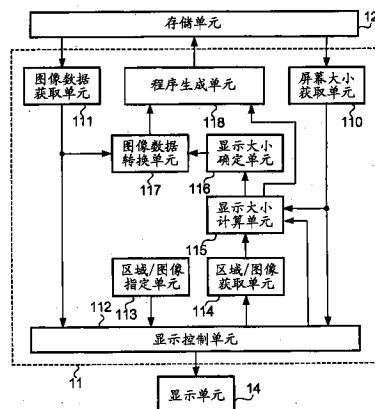 存储单元
12
图像数据
获取单元
111
程序生成单元
118
屏幕大小
获取单元
110
图像数据
转换单元
117
显示大小
确定单元
116
显示大小
计算单元
115
区域/图像
指定单元
113
区域/图像
获取单元
114
112
显示控制单元
11
显示单元
14